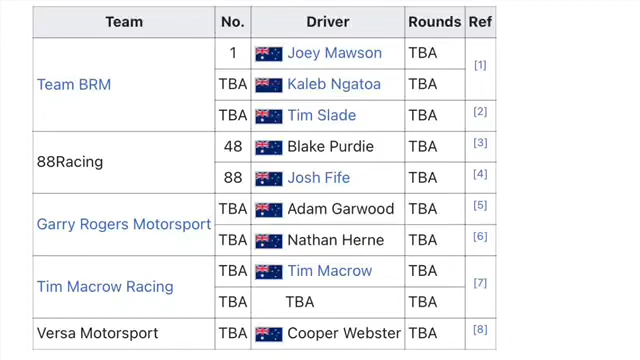 Team No. Driver Rounds Ref
Team BRM
1 Joey Mawson TBA [1]
TBA Kaleb Ngatoa TBA
TBA Tim Slade TBA [2]
88Racing
48 Blake Purdie TBA [3]
88 Josh Fife TBA [4]
Garry Rogers Motorsport
TBA Adam Garwood TBA [5]
TBA Nathan Herne TBA [6]
Tim Macrow Racing
TBA Tim Macrow TBA [7]
TBA TBA TBA
Versa Motorsport TBA Cooper Webster TBA [8]